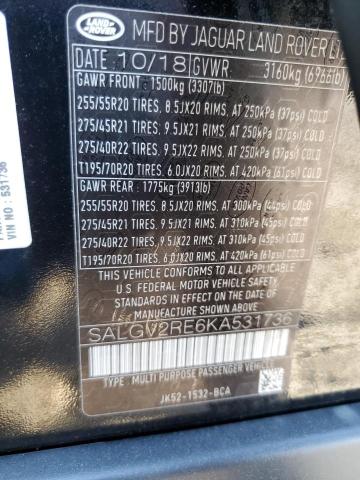 LAND ROVER
MFD BY JAGUAR LAND ROVER
DATE 10/18 GVWR 3160kg (6966lb)
GAWR FRONT 1500kg (3307lb)
255/55R20 TIRES, 8.5JX20 RIMS, AT 250kPa (37psi) COLD
275/45R21 TIRES, 9.5JX21 RIMS, AT 250kPa (37psi) COLD
275/40R22 TIRES, 9.5JX22 RIMS, AT 250kPa (37psi) COLD
T195/70R20 TIRES, 6.0JX20 RIMS, AT 420kPa (61psi) COLD
GAWR REAR 1775kg (3913lb)
255/55R20 TIRES, 8.5JX20 RIMS, AT 300kPa (44psi) COLD
275/45R21 TIRES, 9.5JX21 RIMS, AT 310kPa (45psi) COLD
275/40R22 TIRES, 9.5JX22 RIMS, AT 310kPa (45psi) COLD
T195/70R20 TIRES, 6.0JX20 RIMS, AT 420kPa (61psi) COLD
THIS VEHICLE CONFORMS TO ALL APPLICABLE
U.S. FEDERAL MOTOR VEHICLE SAFETY STANDARDS IN
EFFECT ON THE DATE OF MANUFACTURE SHOWN ABOVE.
SALGV2RE6KA531736
TYPE: MULTI PURPOSE PASSENGER VEHICLE
JK52-1532-BCA
VIN NO: 531736